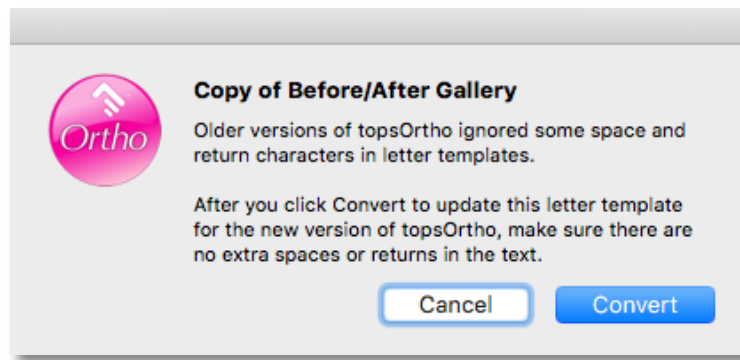 Ortho
Copy of Before/After Gallery
Older versions of topsOrtho ignored some space and
return characters in letter templates.
After you click Convert to update this letter template
for the new version of topsOrtho, make sure there are
no extra spaces or returns in the text.
Cancel
Convert